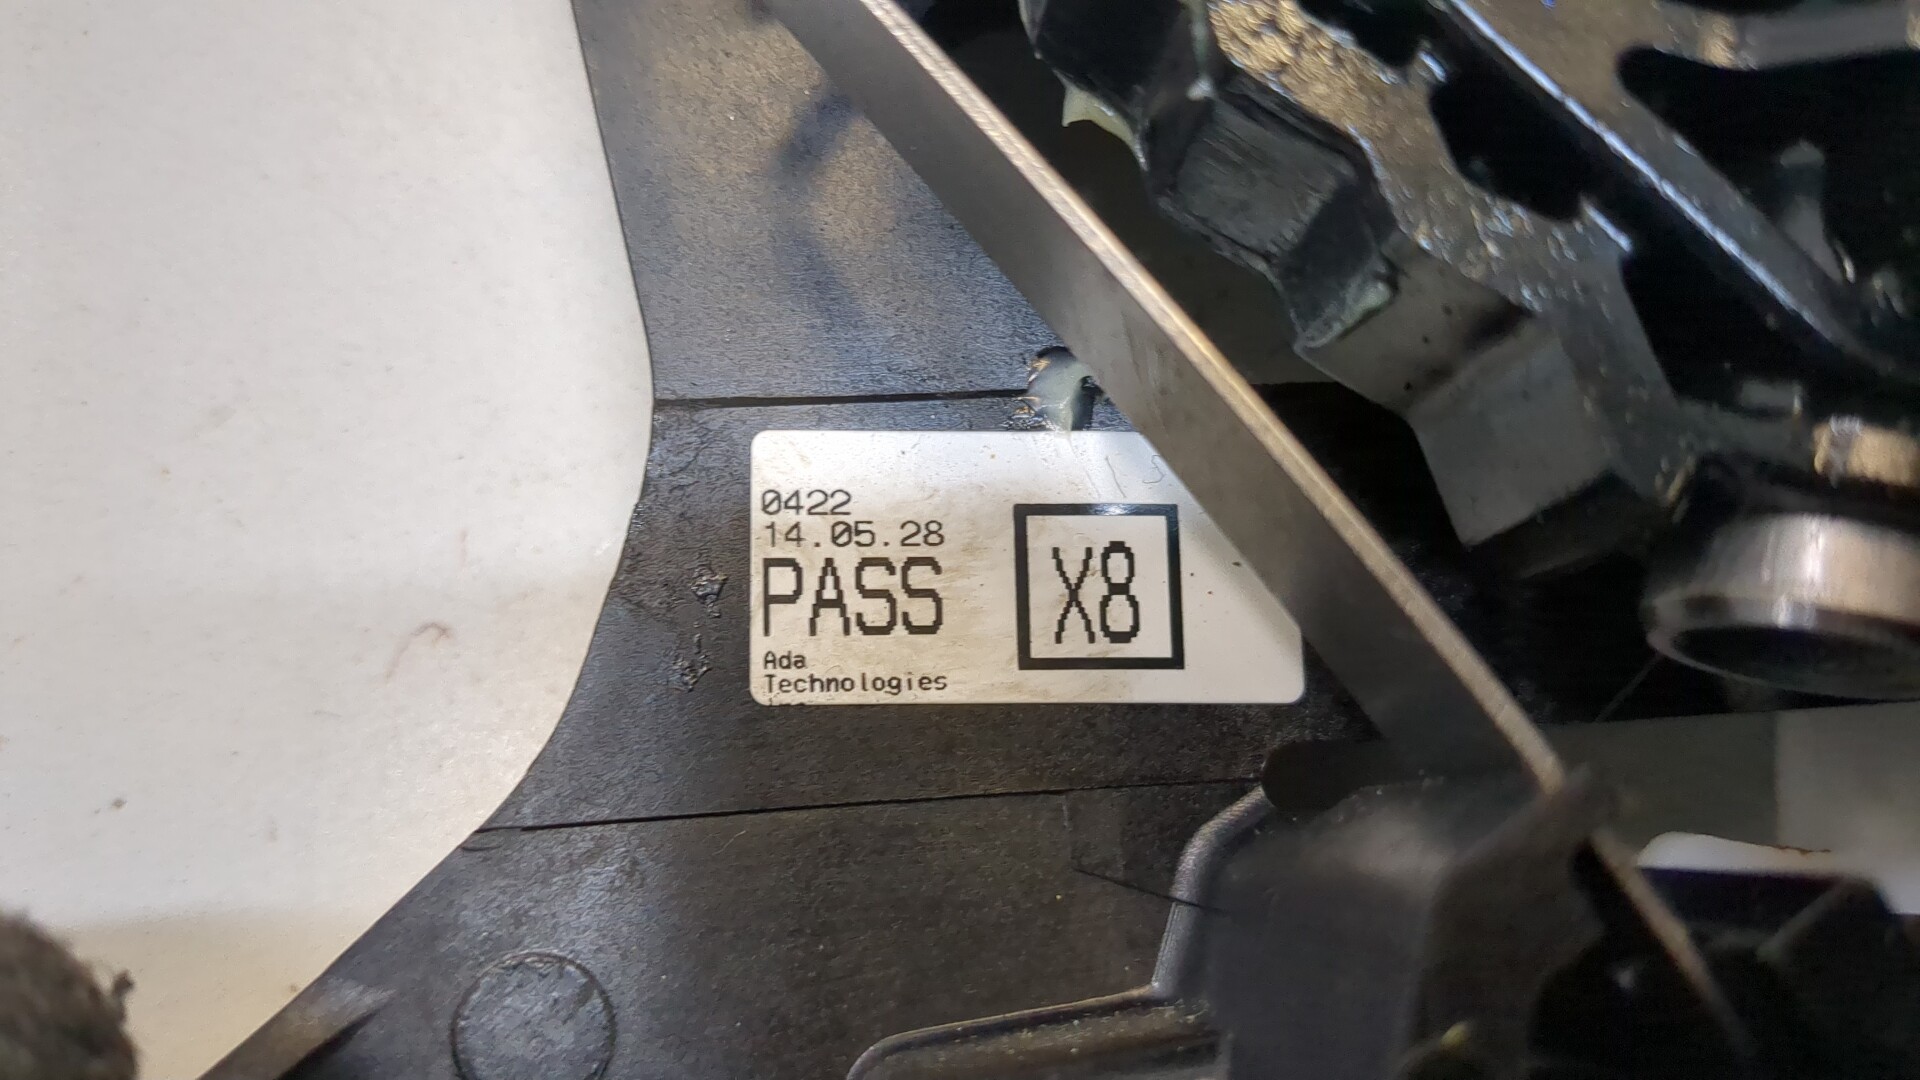 0422
14.05.28
PASS
X8
Ada
Technologies